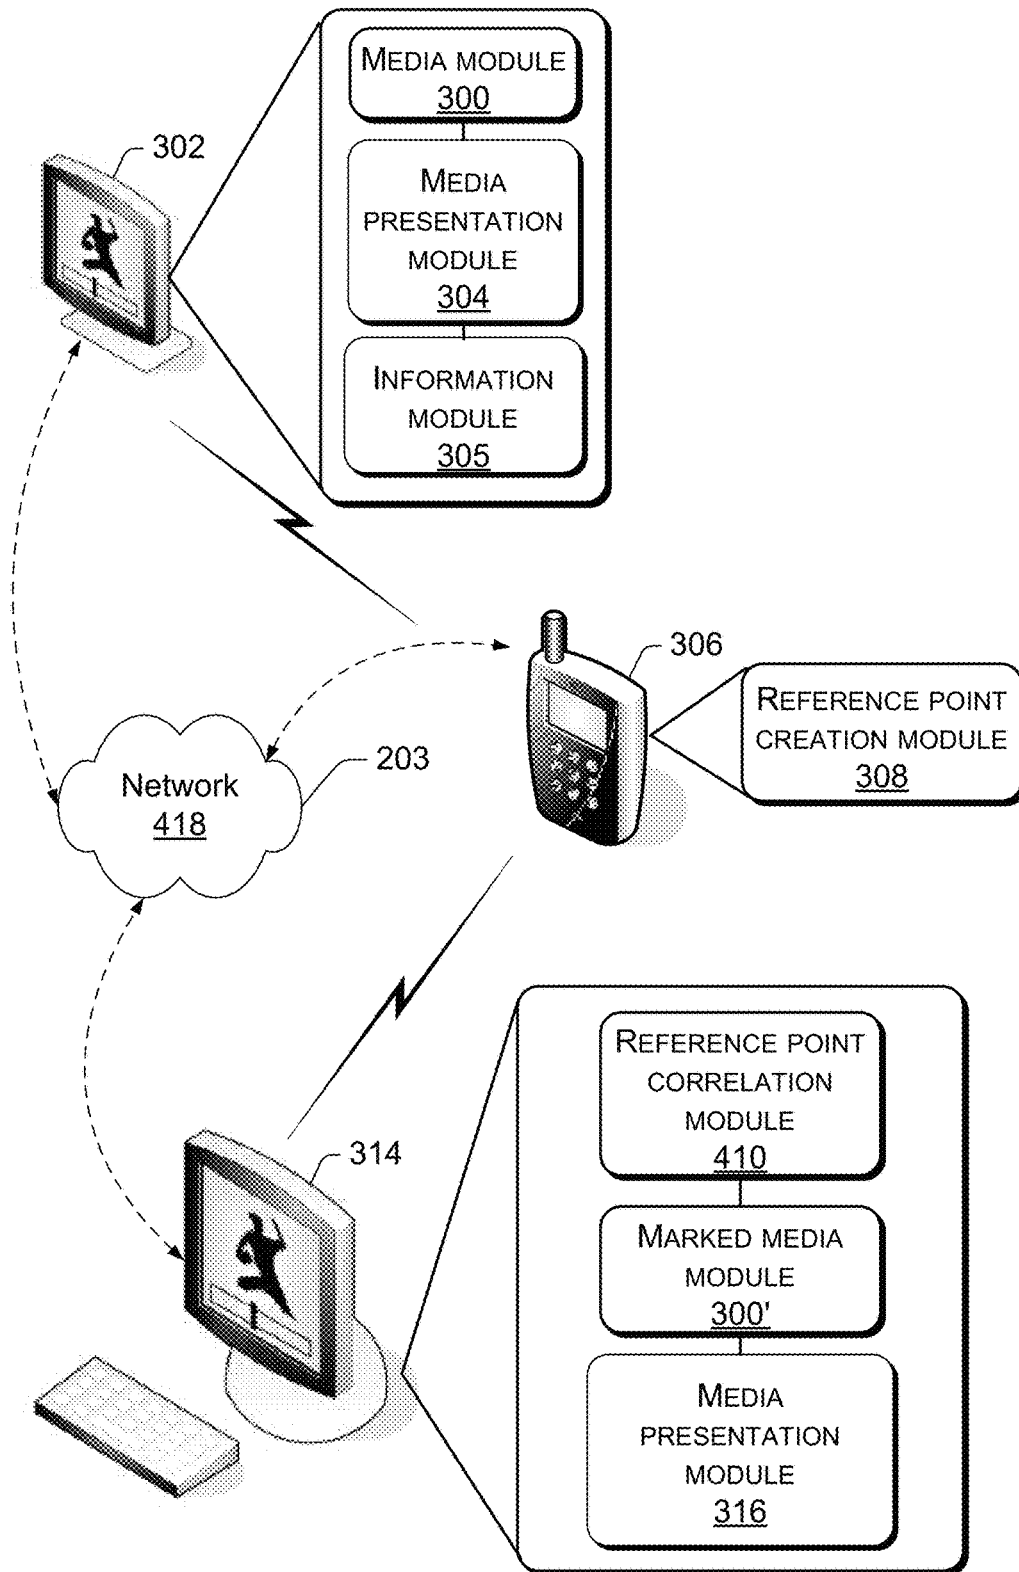 MEDIA MODULE
300
302
MEDIA
PRESENTATION
MODULE
304
INFORMATION
MODULE
305
306
REFERENCE POINT
CREATION MODULE
308
203
Network
418
REFERENCE POINT
CORRELATION
MODULE
410
314
MARKED MEDIA
MODULE
300'
MEDIA
PRESENTATION
MODULE
316